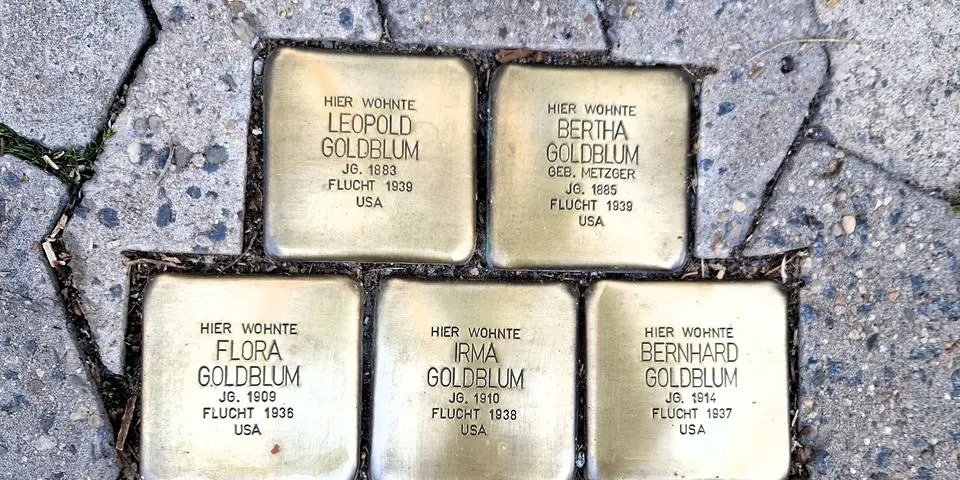 HIER WOHNTE
LEOPOLD
GOLDBLUM
JG. 1883
FLUCHT 1939
USA
HIER WOHNTE
BERTHA
GOLDBLUM
GEB. METZGER
JG. 1885
FLUCHT 1939
USA
HIER WOHNTE
FLORA
GOLDBLUM
JG. 1909
FLUCHT 1936
USA
HIER WOHNTE
IRMA
GOLDBLUM
JG. 1910
FLUCHT 1938
USA
HIER WOHNTE
BERNHARD
GOLDBLUM
JG. 1914
FLUCHT 1937
USA